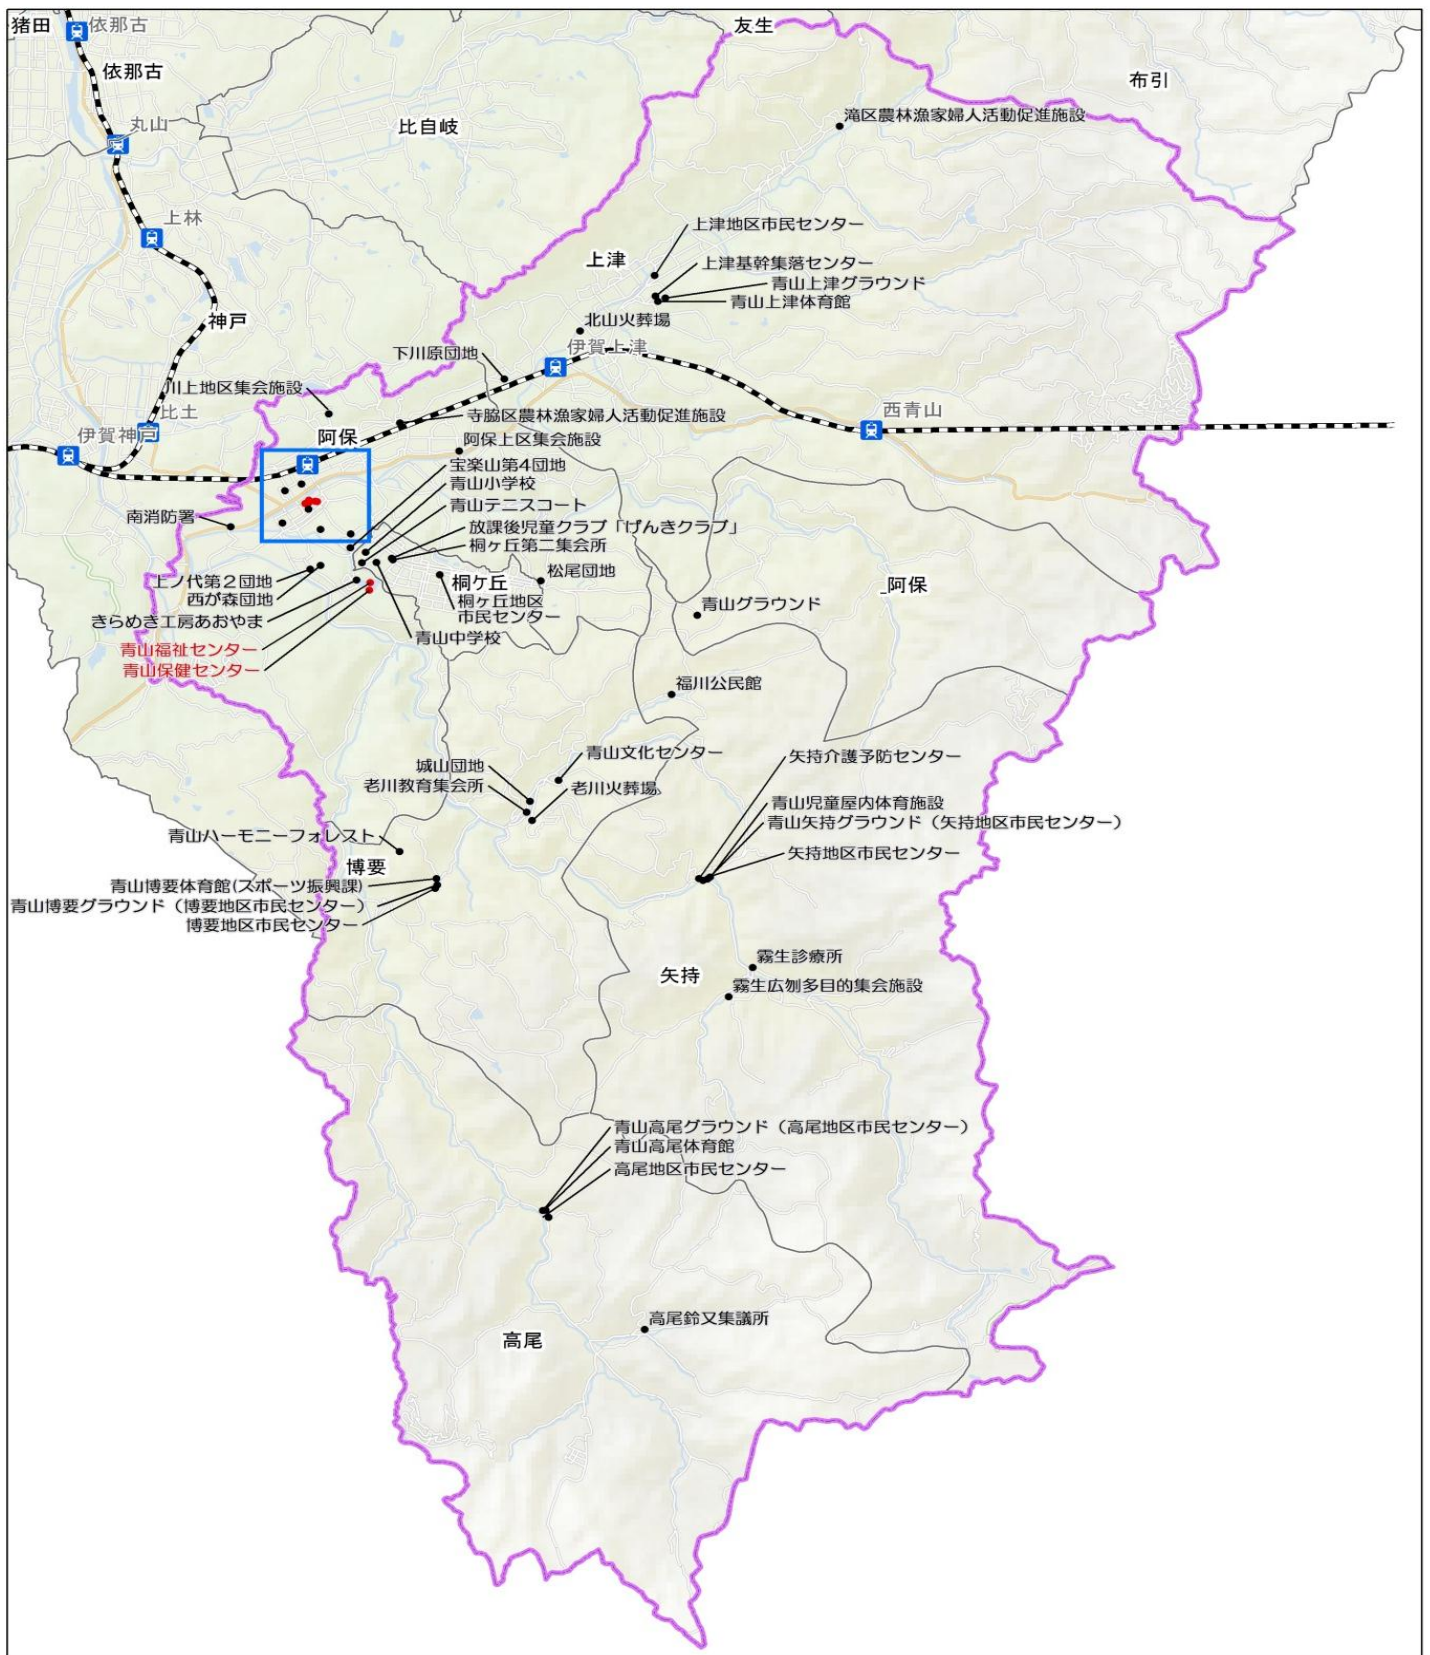 猪田
依那古
友生
依那古
布引
丸山
比自岐
滝区農林漁家婦人活動促進施設
上林
上津地区市民センター
上津
上津基幹集落センター
青山上津グラウンド
青山上津体育館
神戸
北山火葬場
伊賀上津
下川原団地
川上地区集会施設
比土
寺脇区農林漁家婦人活動促進施設
西青山
伊賀神戸
阿保
阿保上区集会施設
宝楽山第4団地
青山小学校
青山テニスコート
南消防署
放課後児童クラブ「げんきクラブ」
桐ヶ丘第二集会所
松尾団地
上ノ代第2団地
桐ケ丘
_阿保
西が森団地
桐ヶ丘地区
市民センター
青山グラウンド
きらめき工房あおやま
青山中学校
青山福祉センター
青山保健センター
福川公民館
青山文化センター
矢持介護予防センター
城山団地
老川教育集会所
老川火葬場
青山児童屋内体育施設
青山矢持グラウンド（矢持地区市民センター）
青山ハーモニーフォレスト
矢持地区市民センター
博要
青山博要体育館(スポーツ振興課)
青山博要グラウンド（博要地区市民センター）
博要地区市民センター
霧生診療所
矢持
霧生広刎多目的集会施設
青山高尾グラウンド（高尾地区市民センター）
青山高尾体育館
高尾地区市民センター
高尾鈴又集議所
高尾